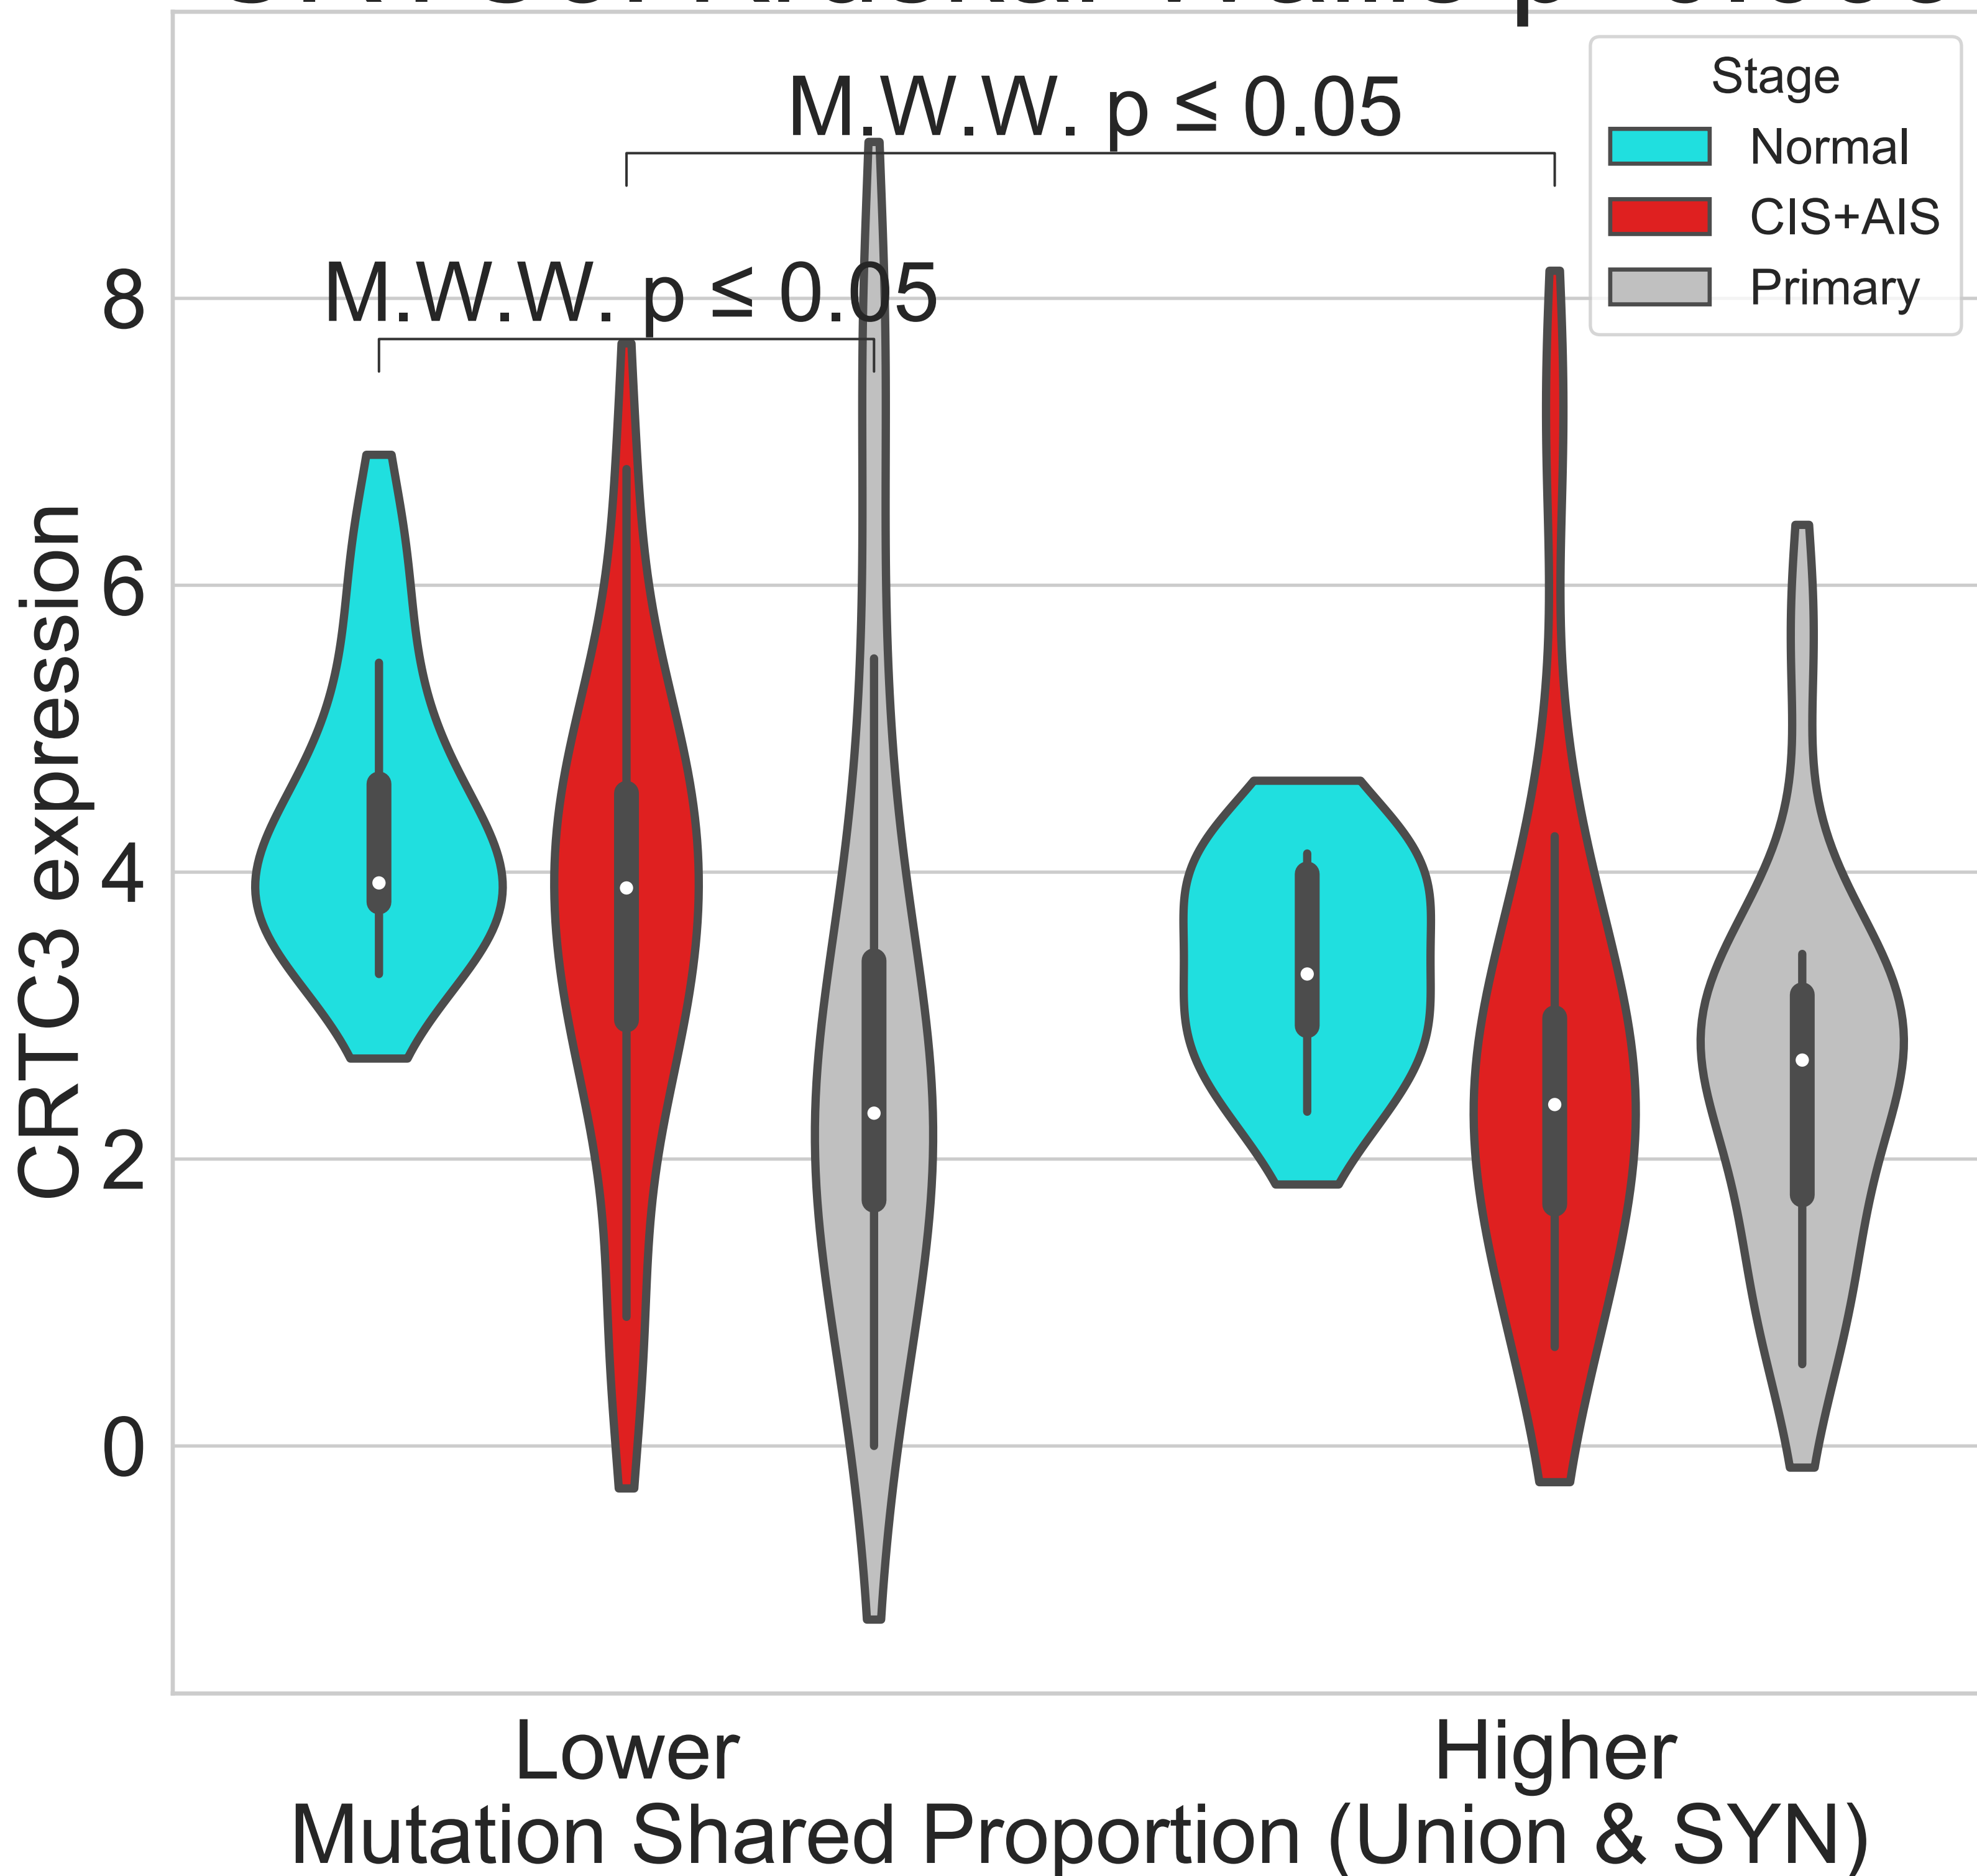 M.W.W. p ≤ 0.05
M.W.W. p ≤ 0.05
Stage
Normal
CIS+AIS
Primary
CRTC3 expression
8
6
4
2
0
Lower
Higher
Mutation Shared Proportion (Union & SYN)